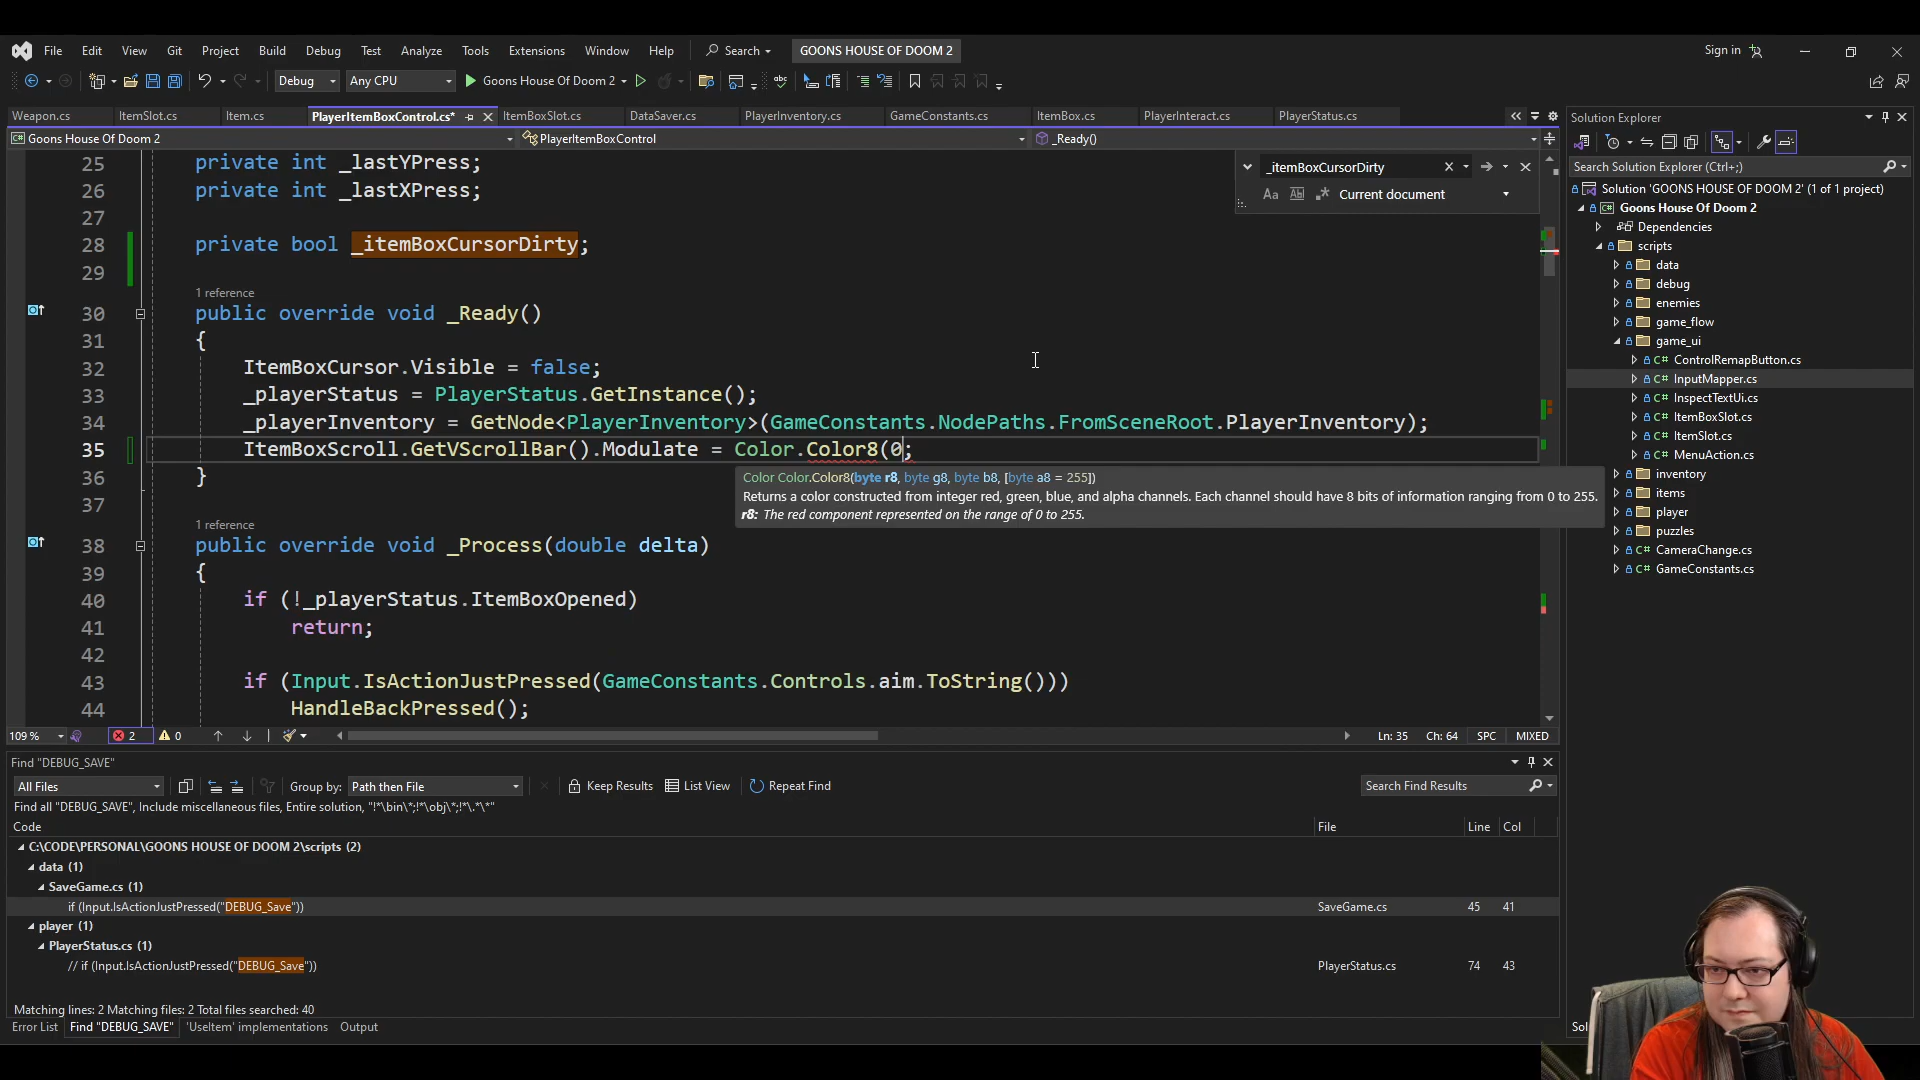 File Edit View Git Project Build Debug Test Analyze Tools Extensions Window Help Search GOONS HOUSE OF DOOM 2 Sign in
Debug Any CPU Goons House Of Doom 2
Weapon.cs ItemSlot.cs Item.cs PlayerItemBoxControl.cs* ItemBoxSlot.cs DataSaver.cs PlayerInventory.cs GameConstants.cs ItemBox.cs PlayerInteract.cs PlayerStatus.cs
Goons House Of Doom 2 PlayerItemBoxControl _Ready()
_itemBoxCursorDirty
Current document
25 private int _lastYPress;
26 private int _lastXPress;
27
28 private bool _itemBoxCursorDirty;
29
1 reference
30 public override void _Ready()
31 {
32 ItemBoxCursor.Visible = false;
33 _playerStatus = PlayerStatus.GetInstance();
34 _playerInventory = GetNode<PlayerInventory>(GameConstants.NodePaths.FromSceneRoot.PlayerInventory);
35 ItemBoxScroll.GetVScrollBar().Modulate = Color.Color8(0;
Color Color.Color8(byte r8, byte g8, byte b8, [byte a8 = 255])
Returns a color constructed from integer red, green, blue, and alpha channels. Each channel should have 8 bits of information ranging from 0 to 255.
r8: The red component represented on the range of 0 to 255.
36 }
37
1 reference
38 public override void _Process(double delta)
39 {
40 if (!_playerStatus.ItemBoxOpened)
41 return;
42
43 if (Input.IsActionJustPressed(GameConstants.Controls.aim.ToString()))
44 HandleBackPressed();
109 % 2 0 Ln: 35 Ch: 64 SPC MIXED
Find "DEBUG_SAVE"
All Files Group by: Path then File Keep Results List View Repeat Find Search Find Results
Find all "DEBUG_SAVE", Include miscellaneous files, Entire solution, "!*\bin\*;!*\obj\*;!*\.*\*"
Code File Line Col
C:\CODE\PERSONAL\GOONS HOUSE OF DOOM 2\scripts (2)
data (1)
SaveGame.cs (1)
if (Input.IsActionJustPressed("DEBUG_Save")) SaveGame.cs 45 41
player (1)
PlayerStatus.cs (1)
// if (Input.IsActionJustPressed("DEBUG_Save")) PlayerStatus.cs 74 43
Matching lines: 2 Matching files: 2 Total files searched: 40
Error List Find "DEBUG_SAVE" 'UseItem' implementations Output
Solution Explorer
Search Solution Explorer (Ctrl+;)
Solution 'GOONS HOUSE OF DOOM 2' (1 of 1 project)
Goons House Of Doom 2
Dependencies
scripts
data
debug
enemies
game_flow
game_ui
C# ControlRemapButton.cs
C# InputMapper.cs
C# InspectTextUi.cs
C# ItemBoxSlot.cs
C# ItemSlot.cs
C# MenuAction.cs
inventory
items
player
puzzles
C# CameraChange.cs
C# GameConstants.cs